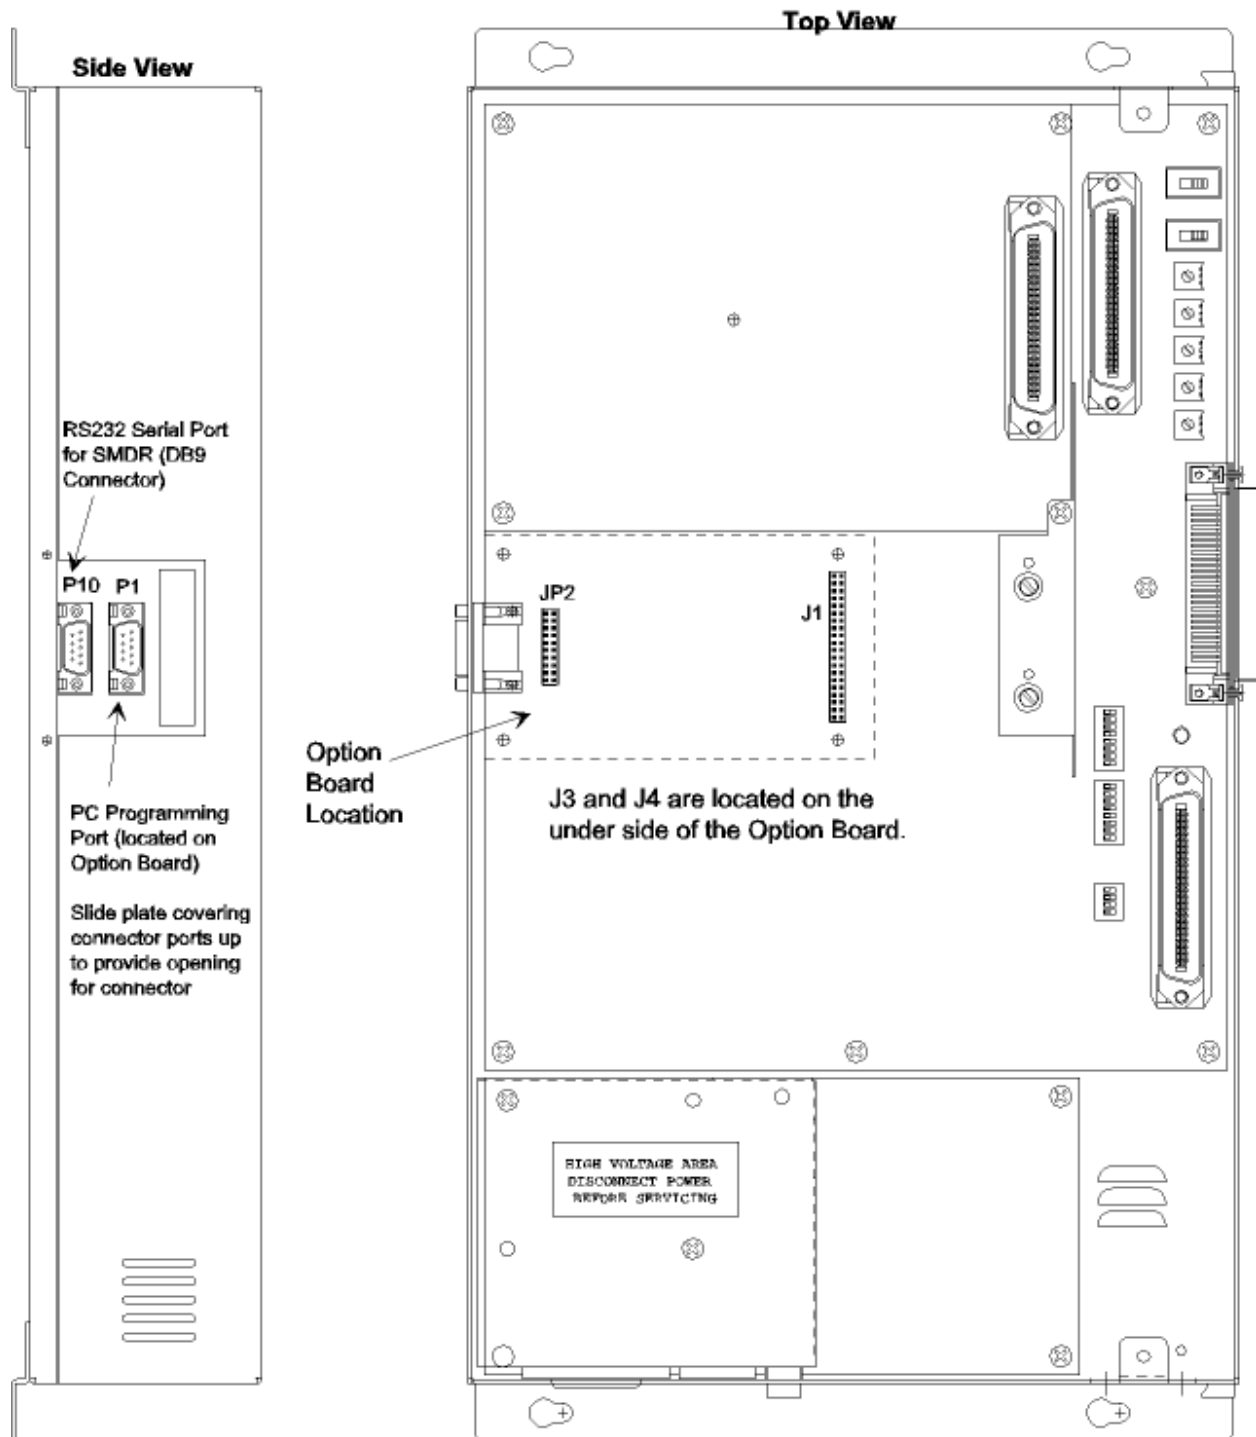 Top View
Side View
RS232 Serial Port
for SMDR (DB9
Connector)
P10 P1
JP2
J1
Option
Board
Location
J3 and J4 are located on the
under side of the Option Board.
PC Programming
Port (located on
Option Board)
Slide plate covering
connector ports up
to provide opening
for connector
HIGH VOLTAGE AREA
DISCONNECT POWER
BEFORE SERVICING